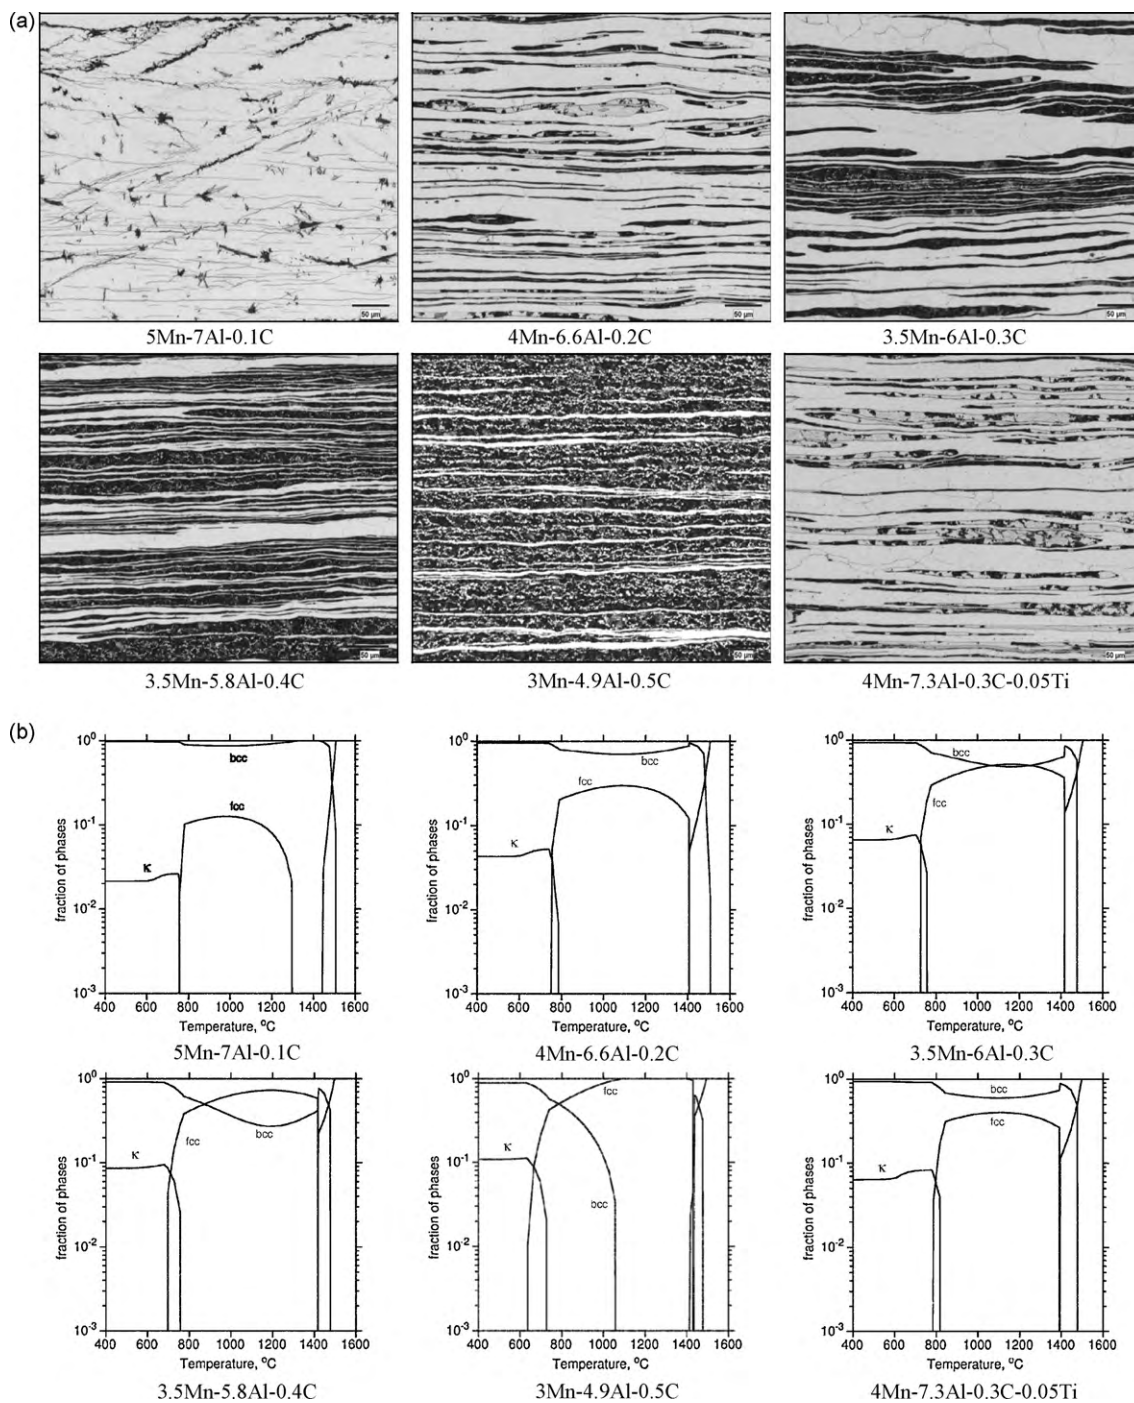 (a)
50 µm
50 µm
5Mn-7Al-0.1C
4Mn-6.6Al-0.2C
3.5Mn-6Al-0.3C
50 µm
50 µm
50 µm
50 µm
3.5Mn-5.8Al-0.4C
3Mn-4.9Al-0.5C
4Mn-7.3Al-0.3C-0.05Ti
(b)
fraction of phases
10⁰
10⁻¹
10⁻²
10⁻³
bcc
fcc
κ
400 600 800 1000 1200 1400 1600
Temperature, °C
5Mn-7Al-0.1C
fraction of phases
10⁰
10⁻¹
10⁻²
10⁻³
bcc
fcc
κ
400 600 800 1000 1200 1400 1600
Temperature, °C
4Mn-6.6Al-0.2C
fraction of phases
10⁰
10⁻¹
10⁻²
10⁻³
bcc
fcc
κ
400 600 800 1000 1200 1400 1600
Temperature, °C
3.5Mn-6Al-0.3C
fraction of phases
10⁰
10⁻¹
10⁻²
10⁻³
fcc
bcc
κ
400 600 800 1000 1200 1400 1600
Temperature, °C
3.5Mn-5.8Al-0.4C
fraction of phases
10⁰
10⁻¹
10⁻²
10⁻³
fcc
κ
bcc
400 600 800 1000 1200 1400 1600
Temperature, °C
3Mn-4.9Al-0.5C
fraction of phases
10⁰
10⁻¹
10⁻²
10⁻³
bcc
fcc
κ
400 600 800 1000 1200 1400 1600
Temperature, °C
4Mn-7.3Al-0.3C-0.05Ti